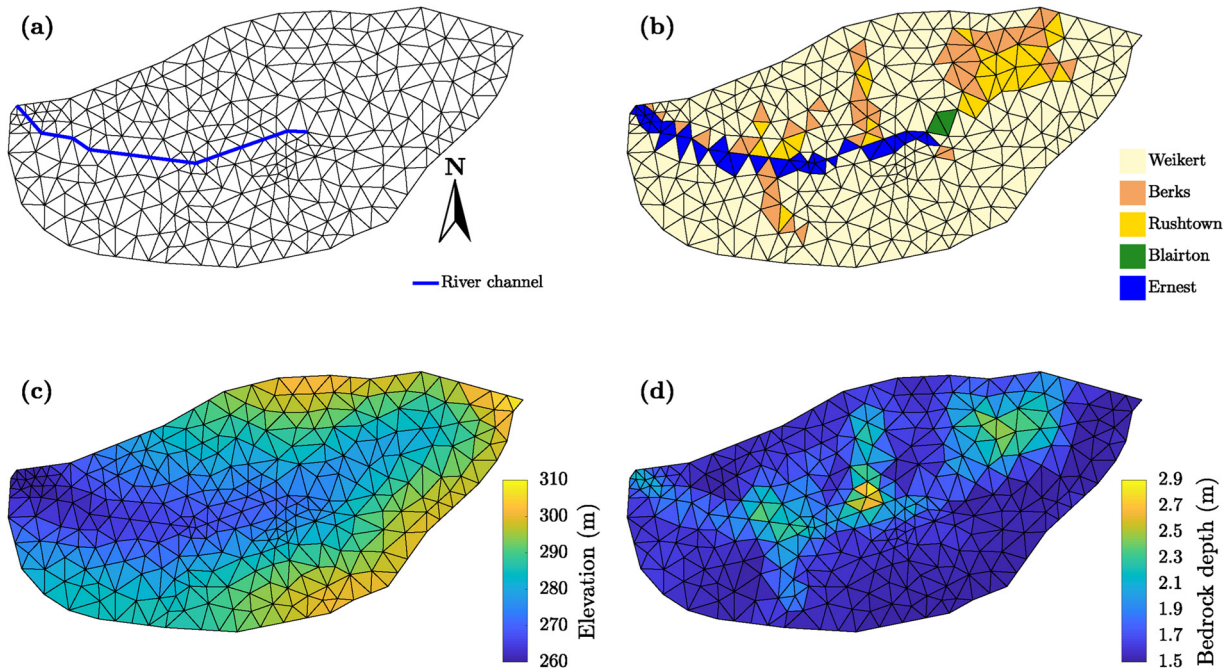 (a)
N
River channel
(b)
Weikert
Berks
Rushtown
Blairton
Ernest
(c)
310
300
290
280
270
260
Elevation (m)
(d)
2.9
2.7
2.5
2.3
2.1
1.9
1.7
1.5
Bedrock depth (m)